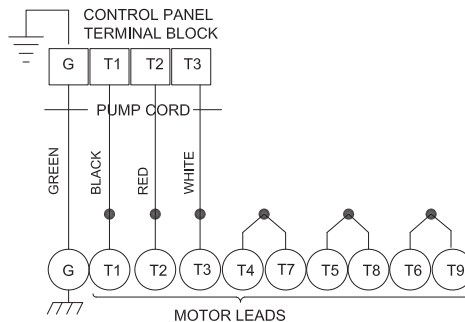 CONTROL PANEL
TERMINAL BLOCK
G T1 T2 T3
PUMP CORD
GREEN
BLACK
RED
WHITE
G T1 T2 T3 T4 T7 T5 T8 T6 T9
MOTOR LEADS